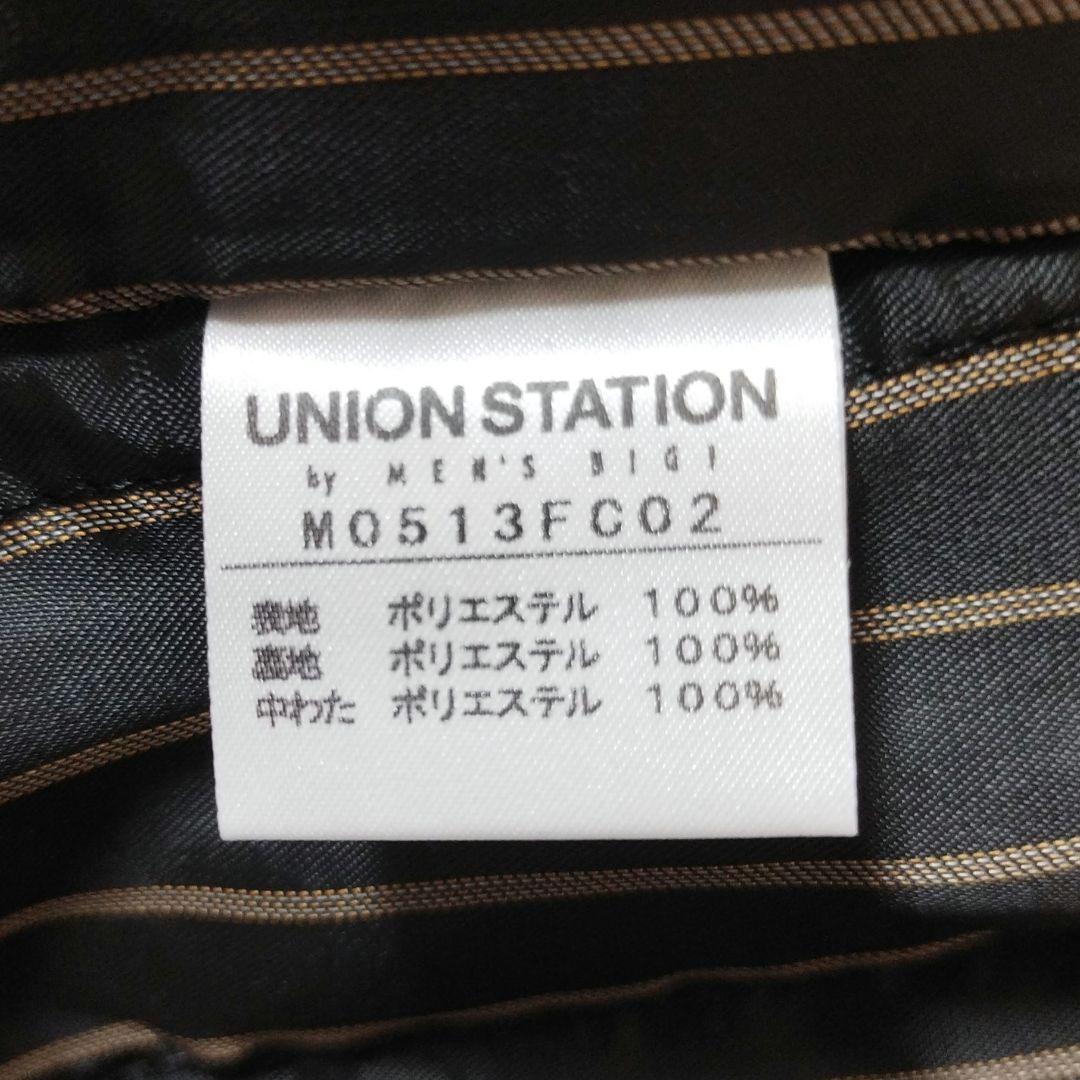 UNION STATION
by MEN'S BIGI
M0513FC02
表地 ポリエステル 100%
裏地 ポリエステル 100%
中わた ポリエステル 100%